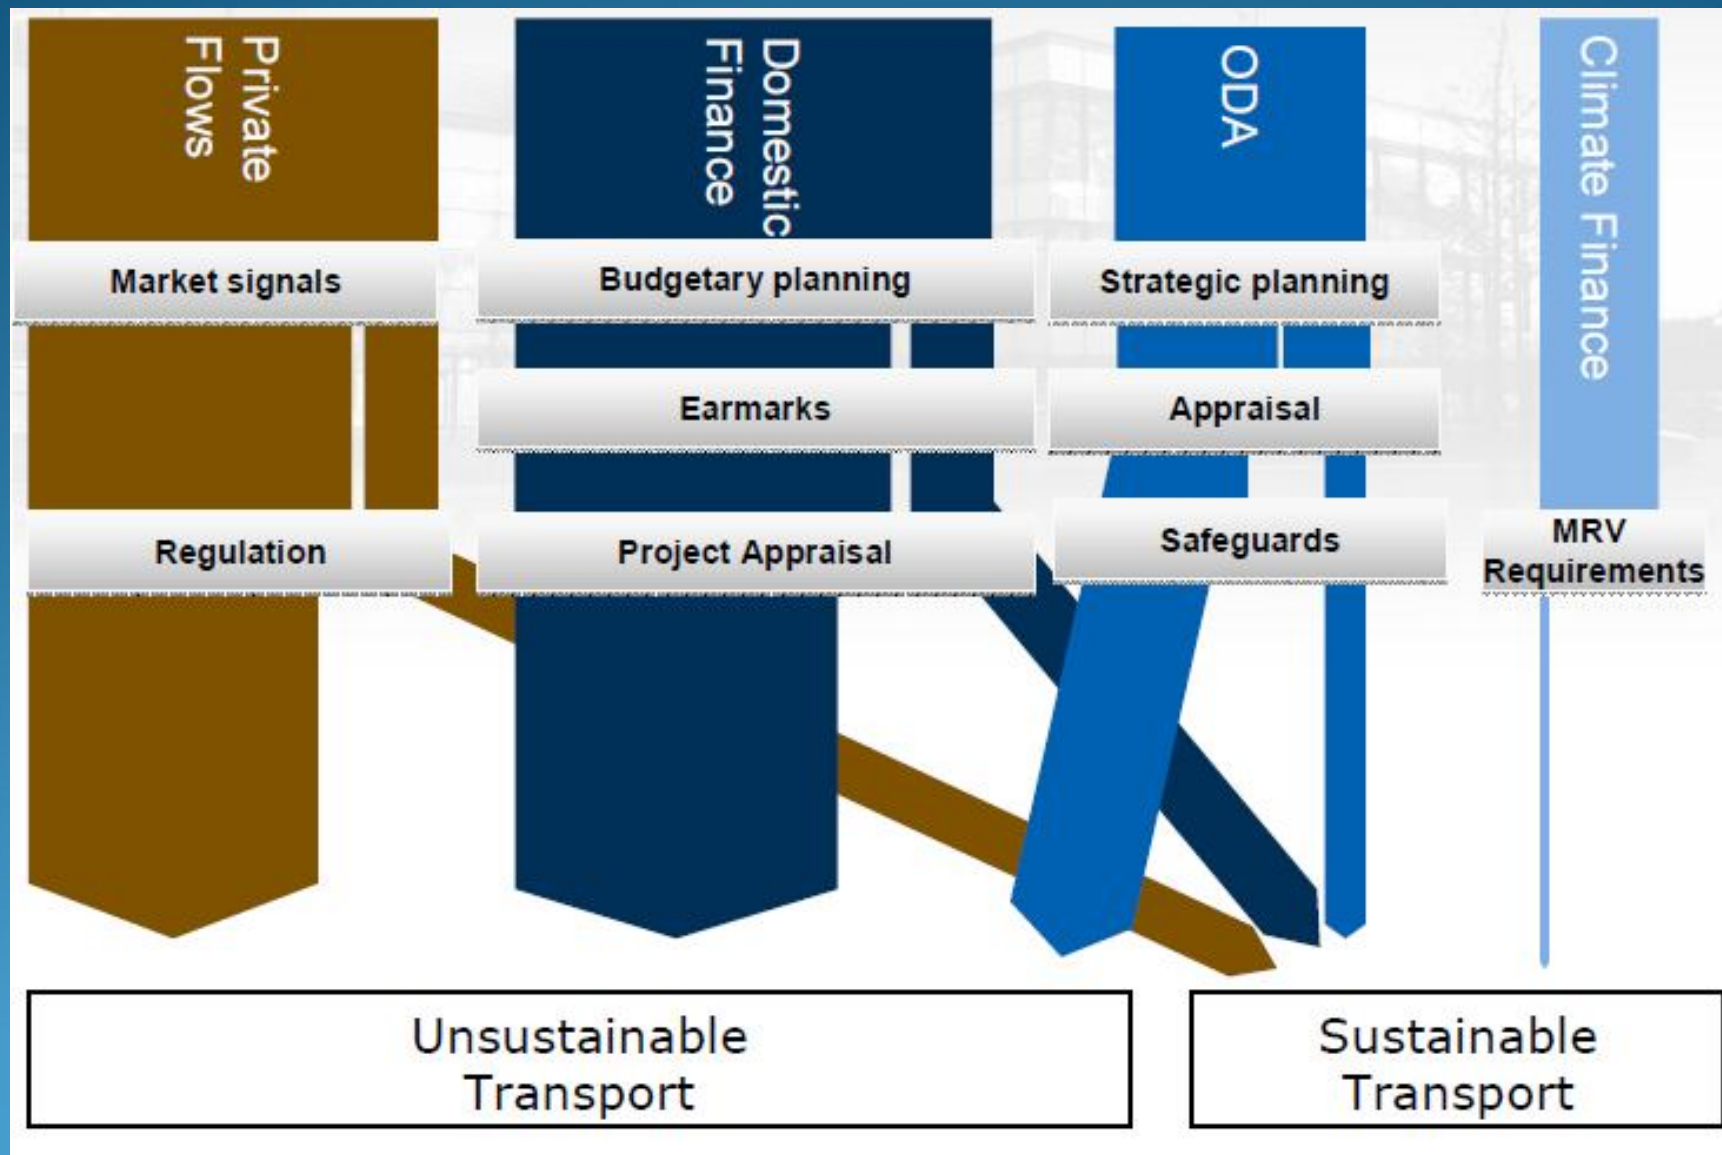 Private
Flows
Domestic
Finance
ODA
Climate Finance
Market signals
Budgetary planning
Strategic planning
Earmarks
Appraisal
Regulation
Project Appraisal
Safeguards
MRV
Requirements
Unsustainable
Transport
Sustainable
Transport